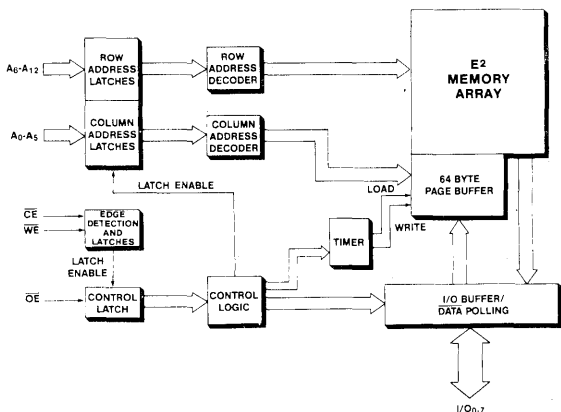 A6-A12
ROW
ADDRESS
LATCHES
ROW
ADDRESS
DECODER
E2
MEMORY
ARRAY
A0-A5
COLUMN
ADDRESS
LATCHES
COLUMN
ADDRESS
DECODER
64 BYTE
PAGE BUFFER
LATCH ENABLE
LOAD
CE
WE
EDGE
DETECTION
AND
LATCHES
TIMER
WRITE
LATCH
ENABLE
OE
CONTROL
LATCH
CONTROL
LOGIC
I/O BUFFER/
DATA POLLING
I/O0-7